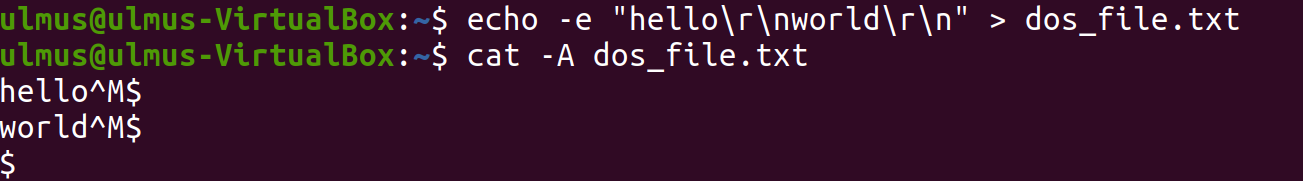 ulmus@ulmus-VirtualBox:~$ echo -e "hello\r\nworld\r\n" > dos_file.txt
ulmus@ulmus-VirtualBox:~$ cat -A dos_file.txt
hello^M$
world^M$
$